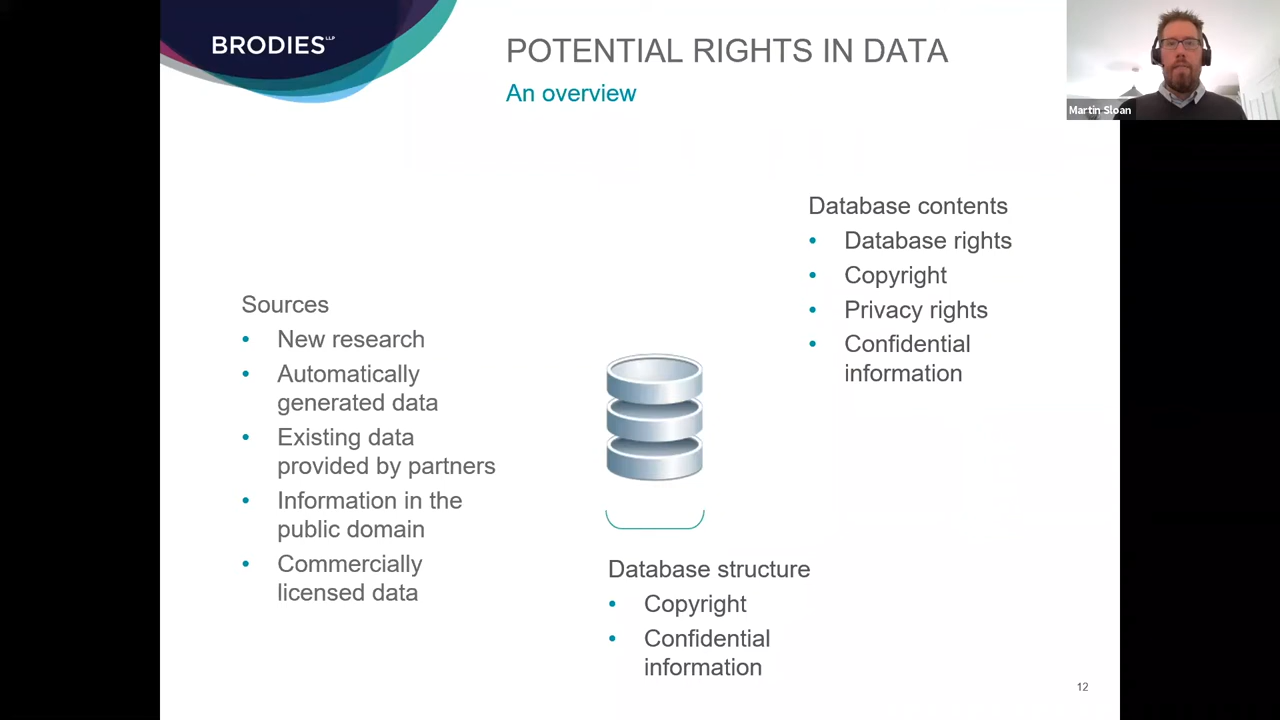 BRODIES LLP
POTENTIAL RIGHTS IN DATA
An overview
Martin Sloan
Sources
• New research
• Automatically
generated data
• Existing data
provided by partners
• Information in the
public domain
• Commercially
licensed data
Database contents
• Database rights
• Copyright
• Privacy rights
• Confidential
information
Database structure
• Copyright
• Confidential
information
12